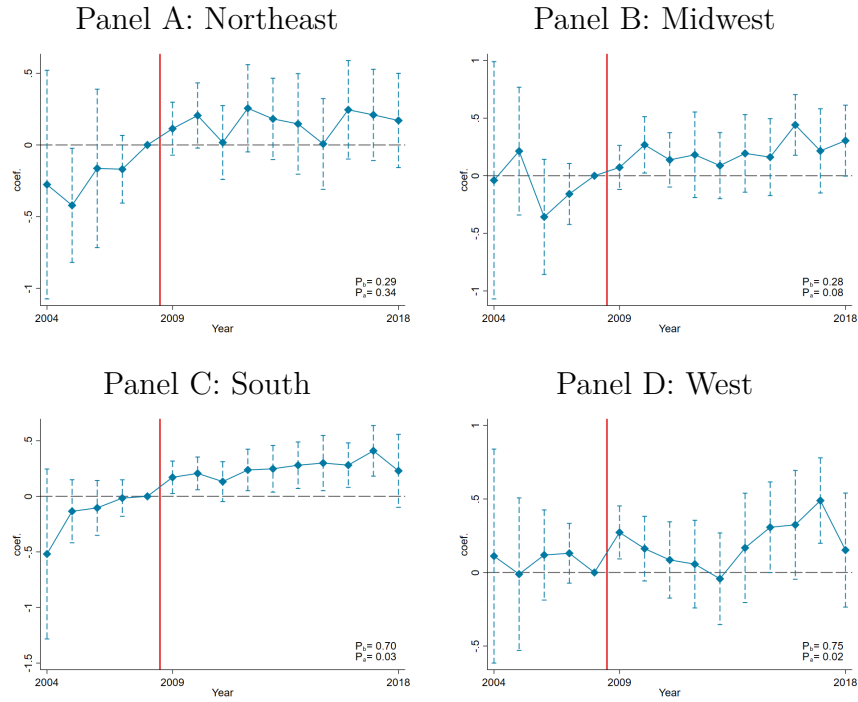 Panel A: Northeast
.5
0
-.5
-1
coef.
P_b= 0.29
P_a= 0.34
2004
2009
2018
Year
Panel B: Midwest
1
.5
0
-.5
-1
coef.
P_b= 0.28
P_a= 0.08
2004
2009
2018
Year
Panel C: South
.5
0
-.5
-1
-1.5
coef.
P_b= 0.70
P_a= 0.03
2004
2009
2018
Year
Panel D: West
1
.5
0
-.5
coef.
P_b= 0.75
P_a= 0.02
2004
2009
2018
Year